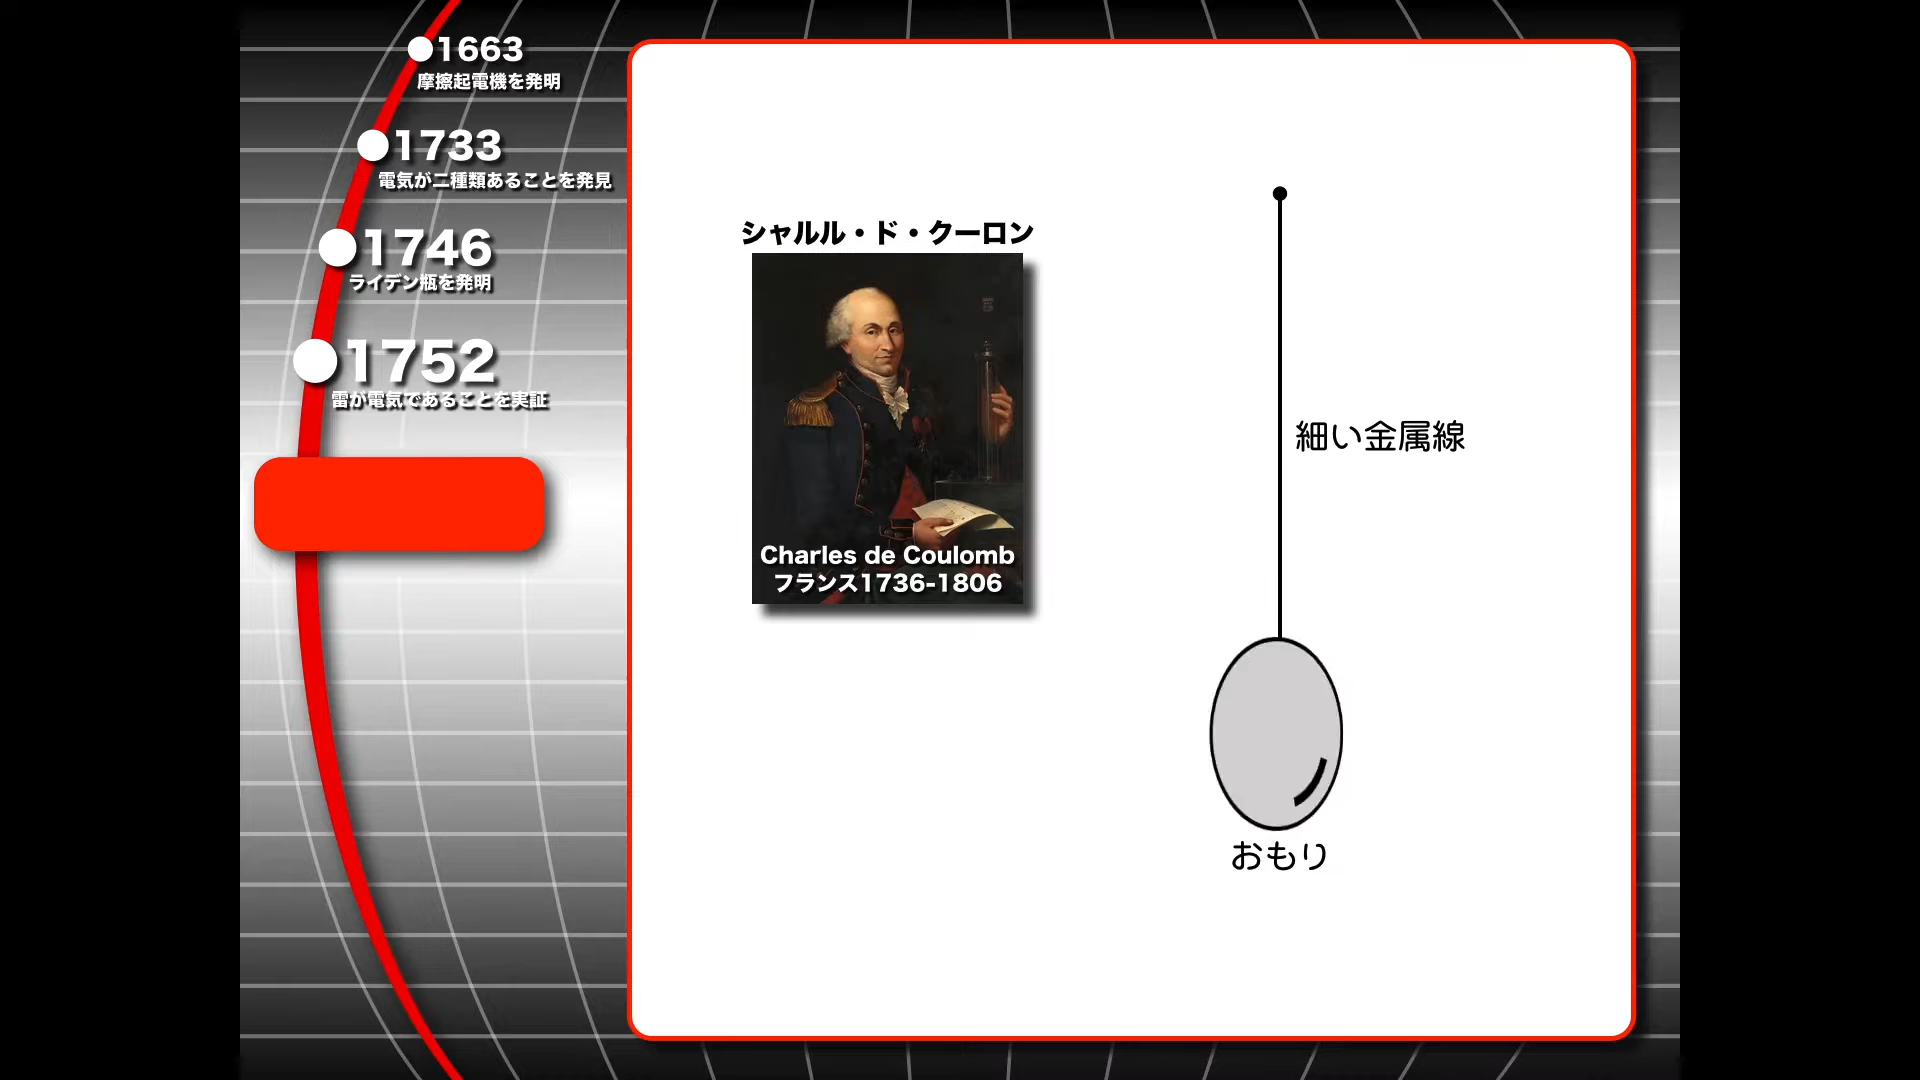 1663
摩擦起電機を発明
1733
電気が二種類あることを発見
1746
ライデン瓶を発明
1752
雷が電気であることを実証
シャルル・ド・クーロン
Charles de Coulomb
フランス1736-1806
細い金属線
おもり